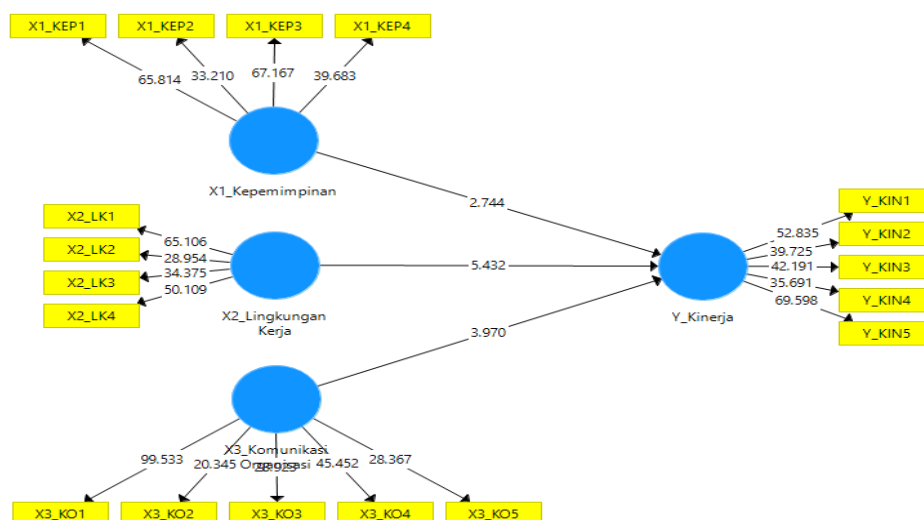 X1_KEP1 X1_KEP2 X1_KEP3 X1_KEP4
65.814 33.210 67.167 39.683
X1_Kepemimpinan
2.744
X2_LK1
X2_LK2
X2_LK3
X2_LK4
65.106
28.954
34.375
50.109
X2_Lingkungan
Kerja
5.432
Y_Kinerja
52.835
39.725
42.191
35.691
69.598
Y_KIN1
Y_KIN2
Y_KIN3
Y_KIN4
Y_KIN5
3.970
X3_Komunikasi
Organisasi
99.533 20.345 45.452 28.367
X3_KO1 X3_KO2 X3_KO3 X3_KO4 X3_KO5